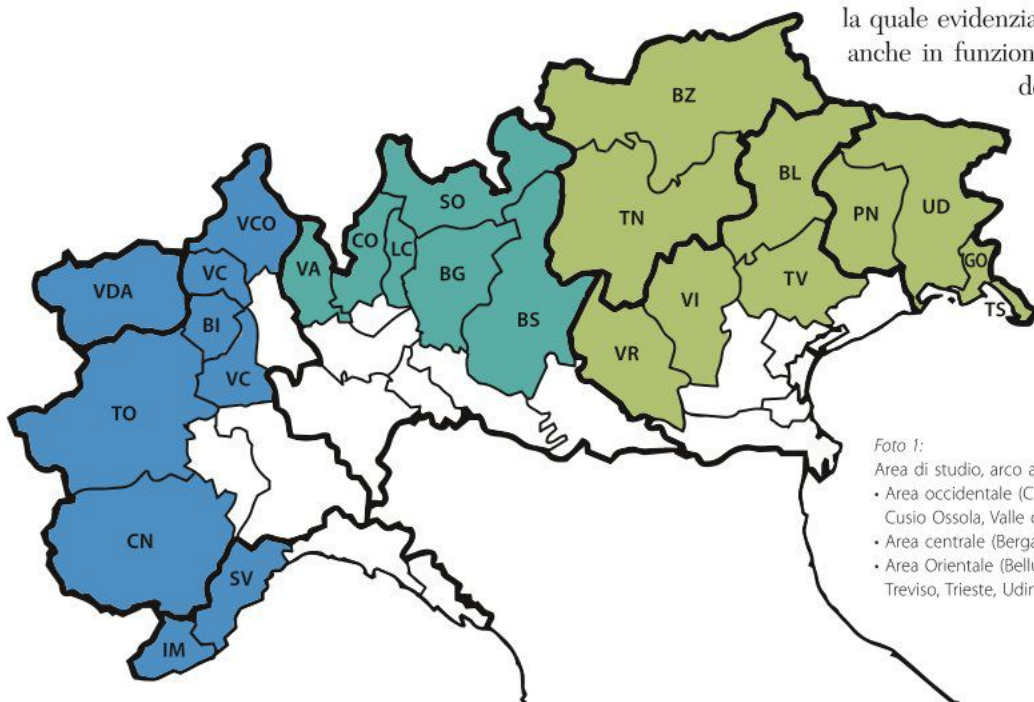 la quale evidenzia
anche in funzion
de
BZ
SO
VCO
CO
LC
TN
BL
PN
UD
VA
BG
GO
VC
VDA
TV
VI
TS
BI
BS
VR
VC
TO
CN
SV
IM
Foto 1:
Area di studio, arco a
• Area occidentale (C
Cusio Ossola, Valle d
• Area centrale (Berga
• Area Orientale (Bellu
Treviso, Trieste, Udin